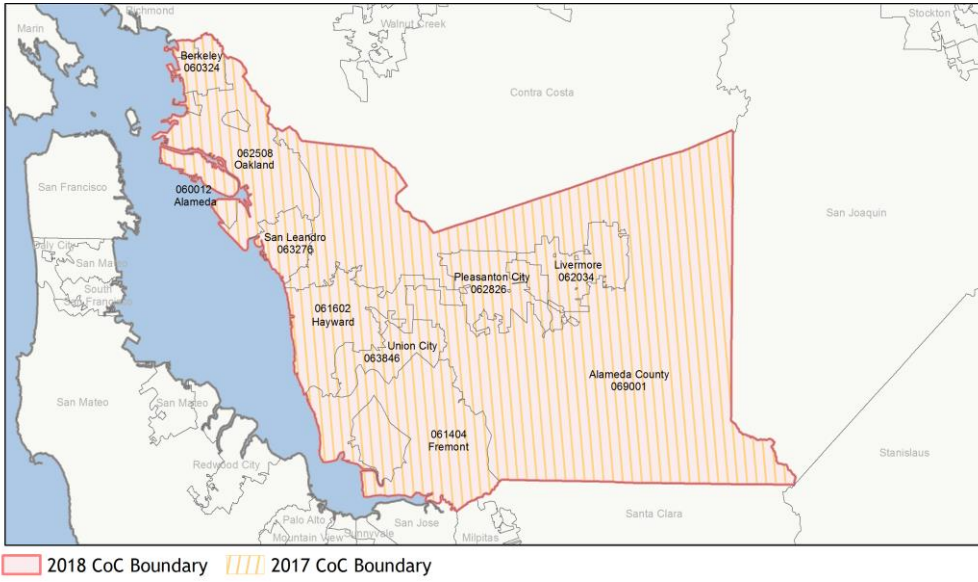 Richmond
Marin
Walnut Creek
Stockton
Berkeley
060324
Contra Costa
062508
Oakland
San Francisco
060012
Alameda
San Joaquin
Daly City
San Mateo
San Leandro
063276
Pleasanton City
062826
Livermore
062034
South
San Francisco
061602
Hayward
Union City
063846
Alameda County
069001
San Mateo
San Mateo
061404
Fremont
Stanislaus
Redwood City
Palo Alto
San Jose
Santa Clara
Mountain View
Sunnyvale
Milpitas
2018 CoC Boundary
2017 CoC Boundary